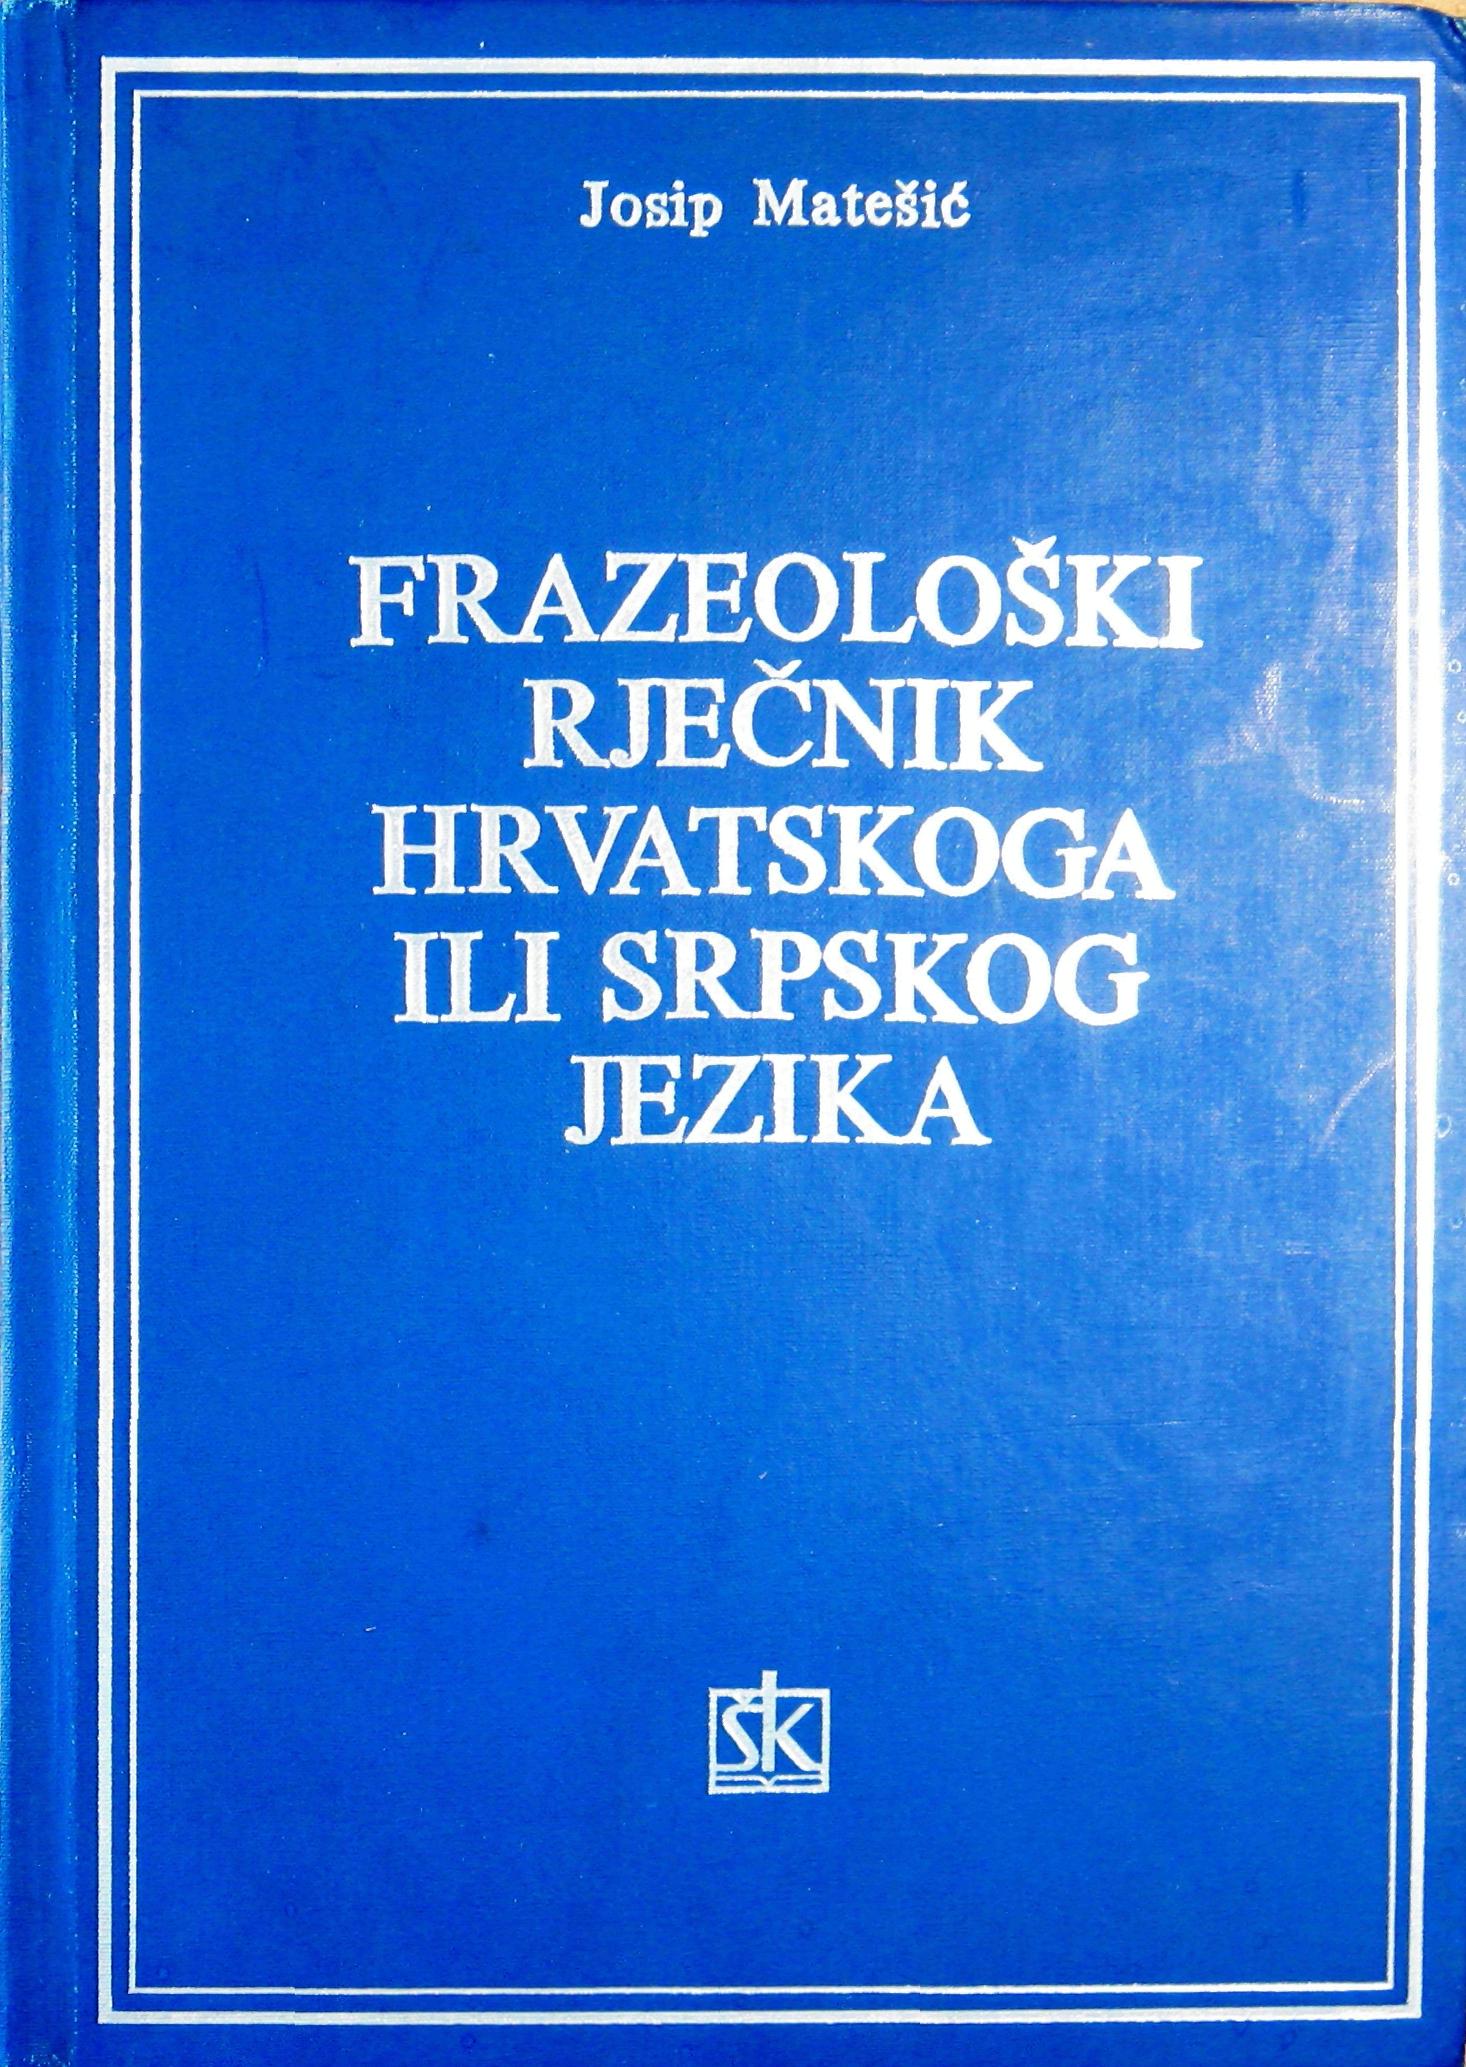 Josip Matešić
FRAZEOLOŠKI
RJEČNIK
HRVATSKOGA
ILI SRPSKOG
JEZIKA
ŠK